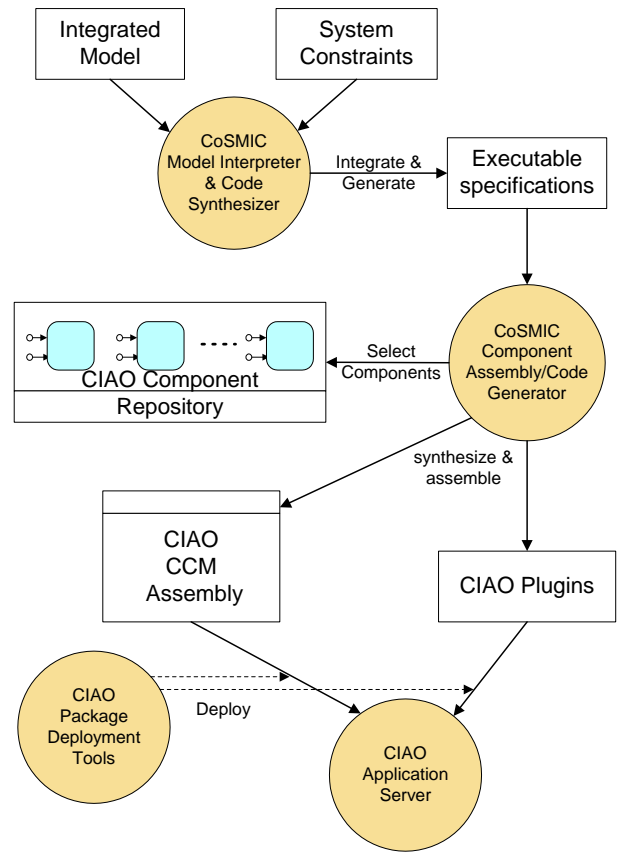 Integrated
Model
System
Constraints
CoSMIC
Model Interpreter
& Code
Synthesizer
Integrate &
Generate
Executable
specifications
CIAO Component
Repository
Select
Components
CoSMIC
Component
Assembly/Code
Generator
synthesize &
assemble
CIAO
CCM
Assembly
CIAO Plugins
CIAO
Package
Deployment
Tools
Deploy
CIAO
Application
Server